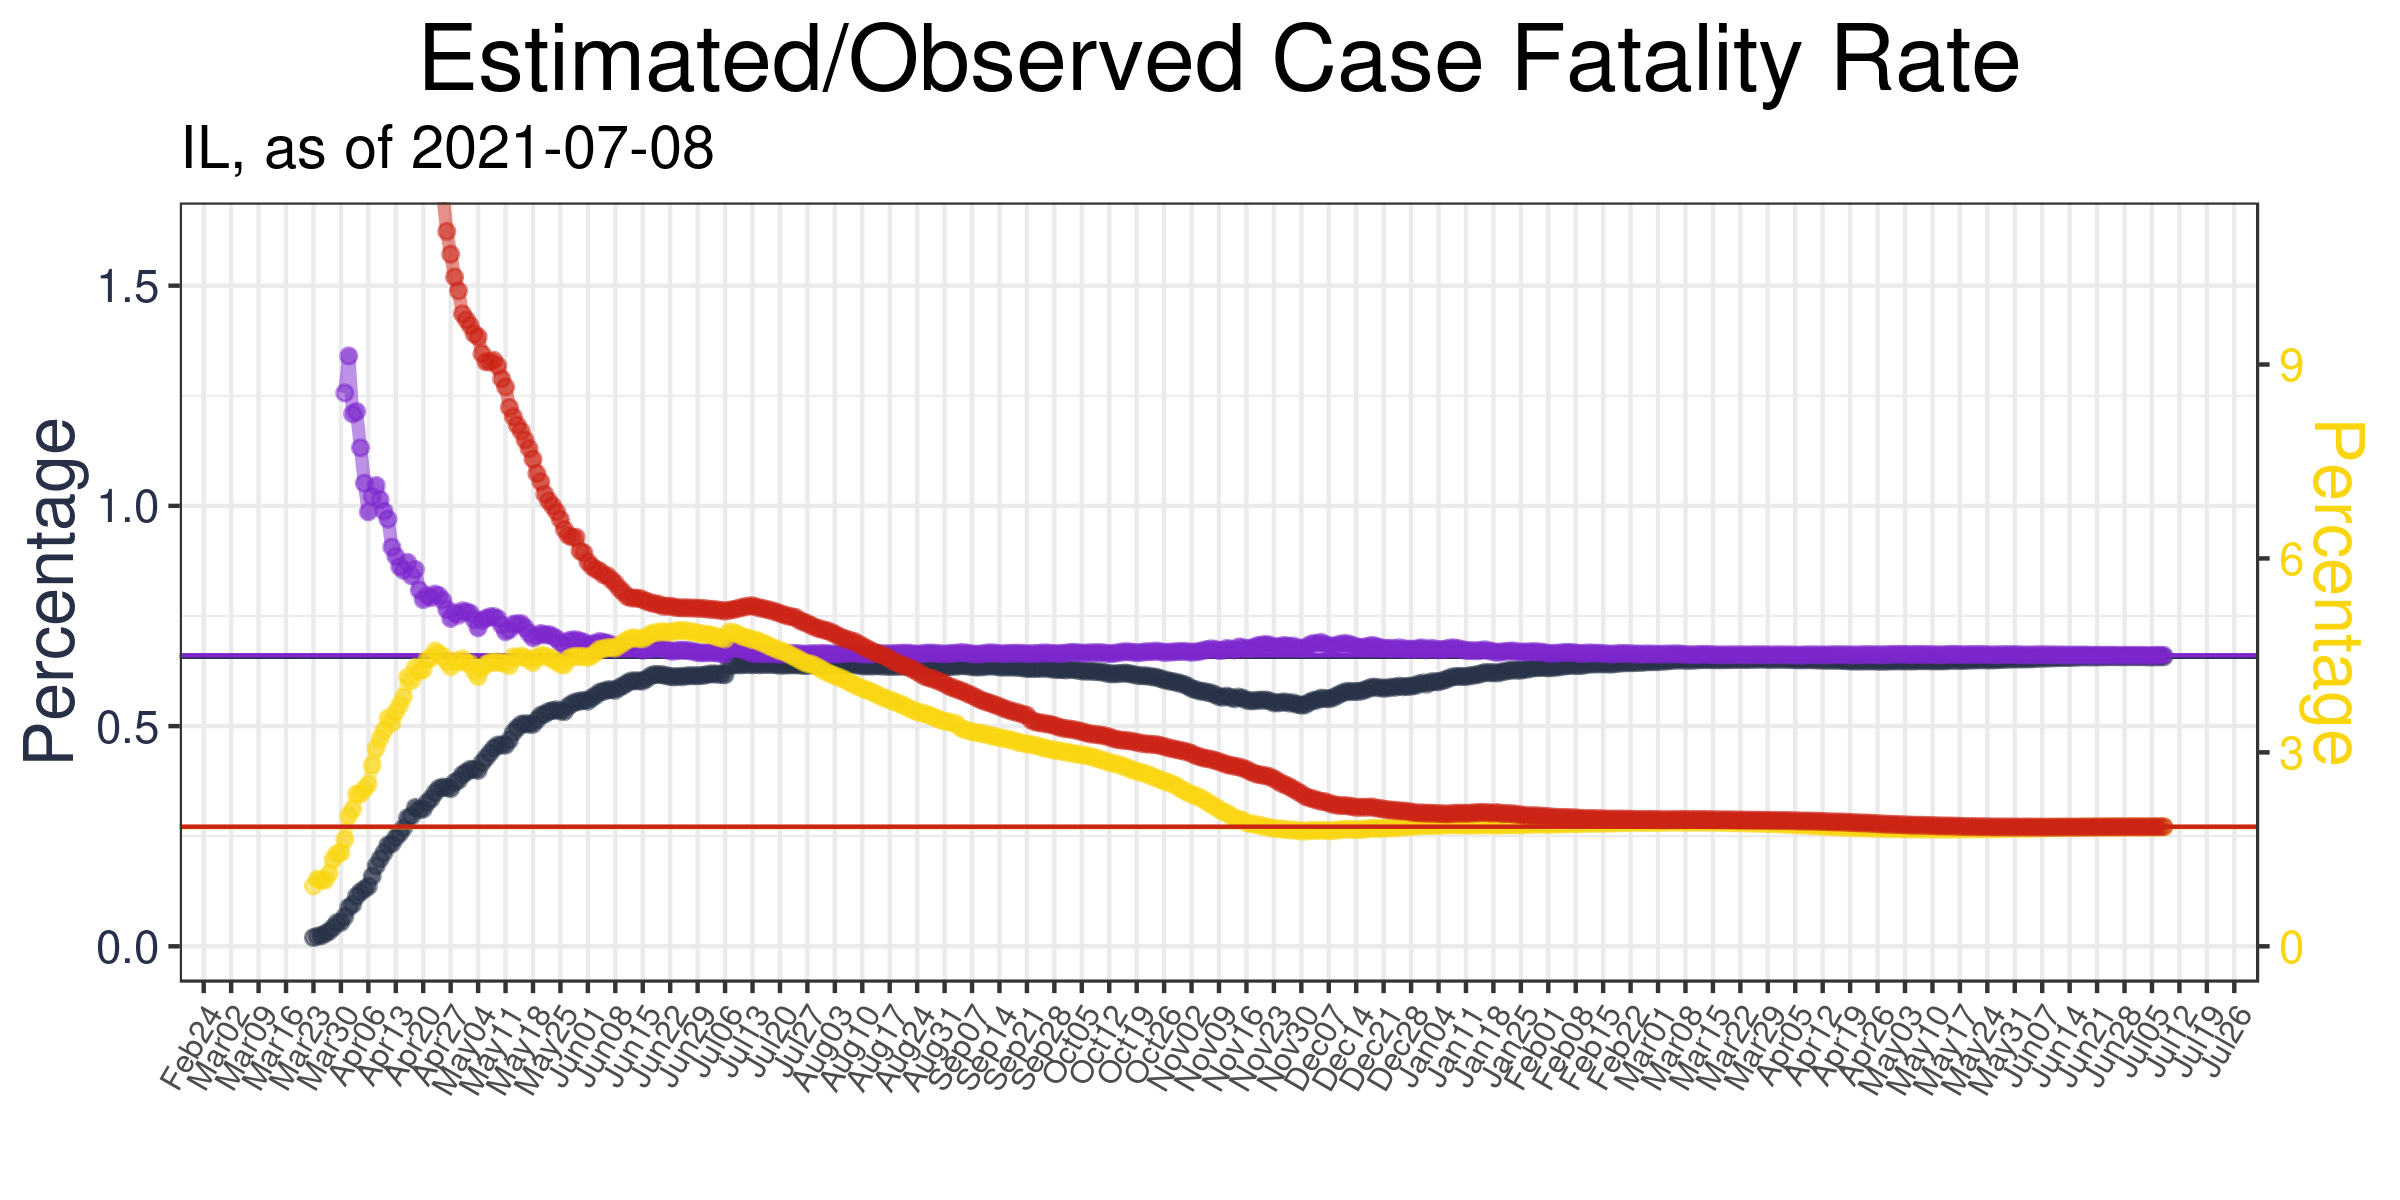 Estimated/Observed Case Fatality Rate
IL, as of 2021-07-08
Percentage
1.5
1.0
0.5
0.0
9
6
3
0
Percentage
Feb24
Mar02
Mar09
Mar16
Mar23
Mar30
Apr06
Apr13
Apr20
Apr27
May04
May11
May18
May25
Jun01
Jun08
Jun15
Jun22
Jun29
Jul06
Jul13
Jul20
Jul27
Aug03
Aug10
Aug17
Aug24
Aug31
Sep07
Sep14
Sep21
Sep28
Oct05
Oct12
Oct19
Oct26
Nov02
Nov09
Nov16
Nov23
Nov30
Dec07
Dec14
Dec21
Dec28
Jan04
Jan11
Jan18
Jan25
Feb01
Feb08
Feb15
Feb22
Mar01
Mar08
Mar15
Mar22
Mar29
Apr05
Apr12
Apr19
Apr26
May03
May10
May17
May24
May31
Jun07
Jun14
Jun21
Jun28
Jul05
Jul12
Jul19
Jul26